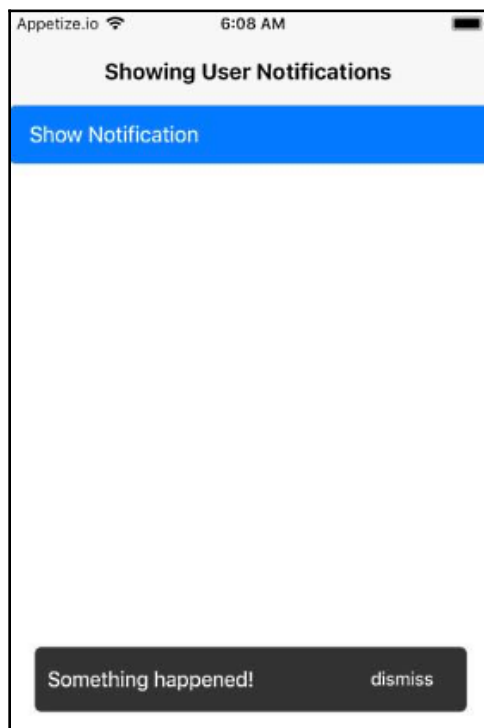 Appetize.io 6:08 AM
Showing User Notifications
Show Notification
Something happened! dismiss